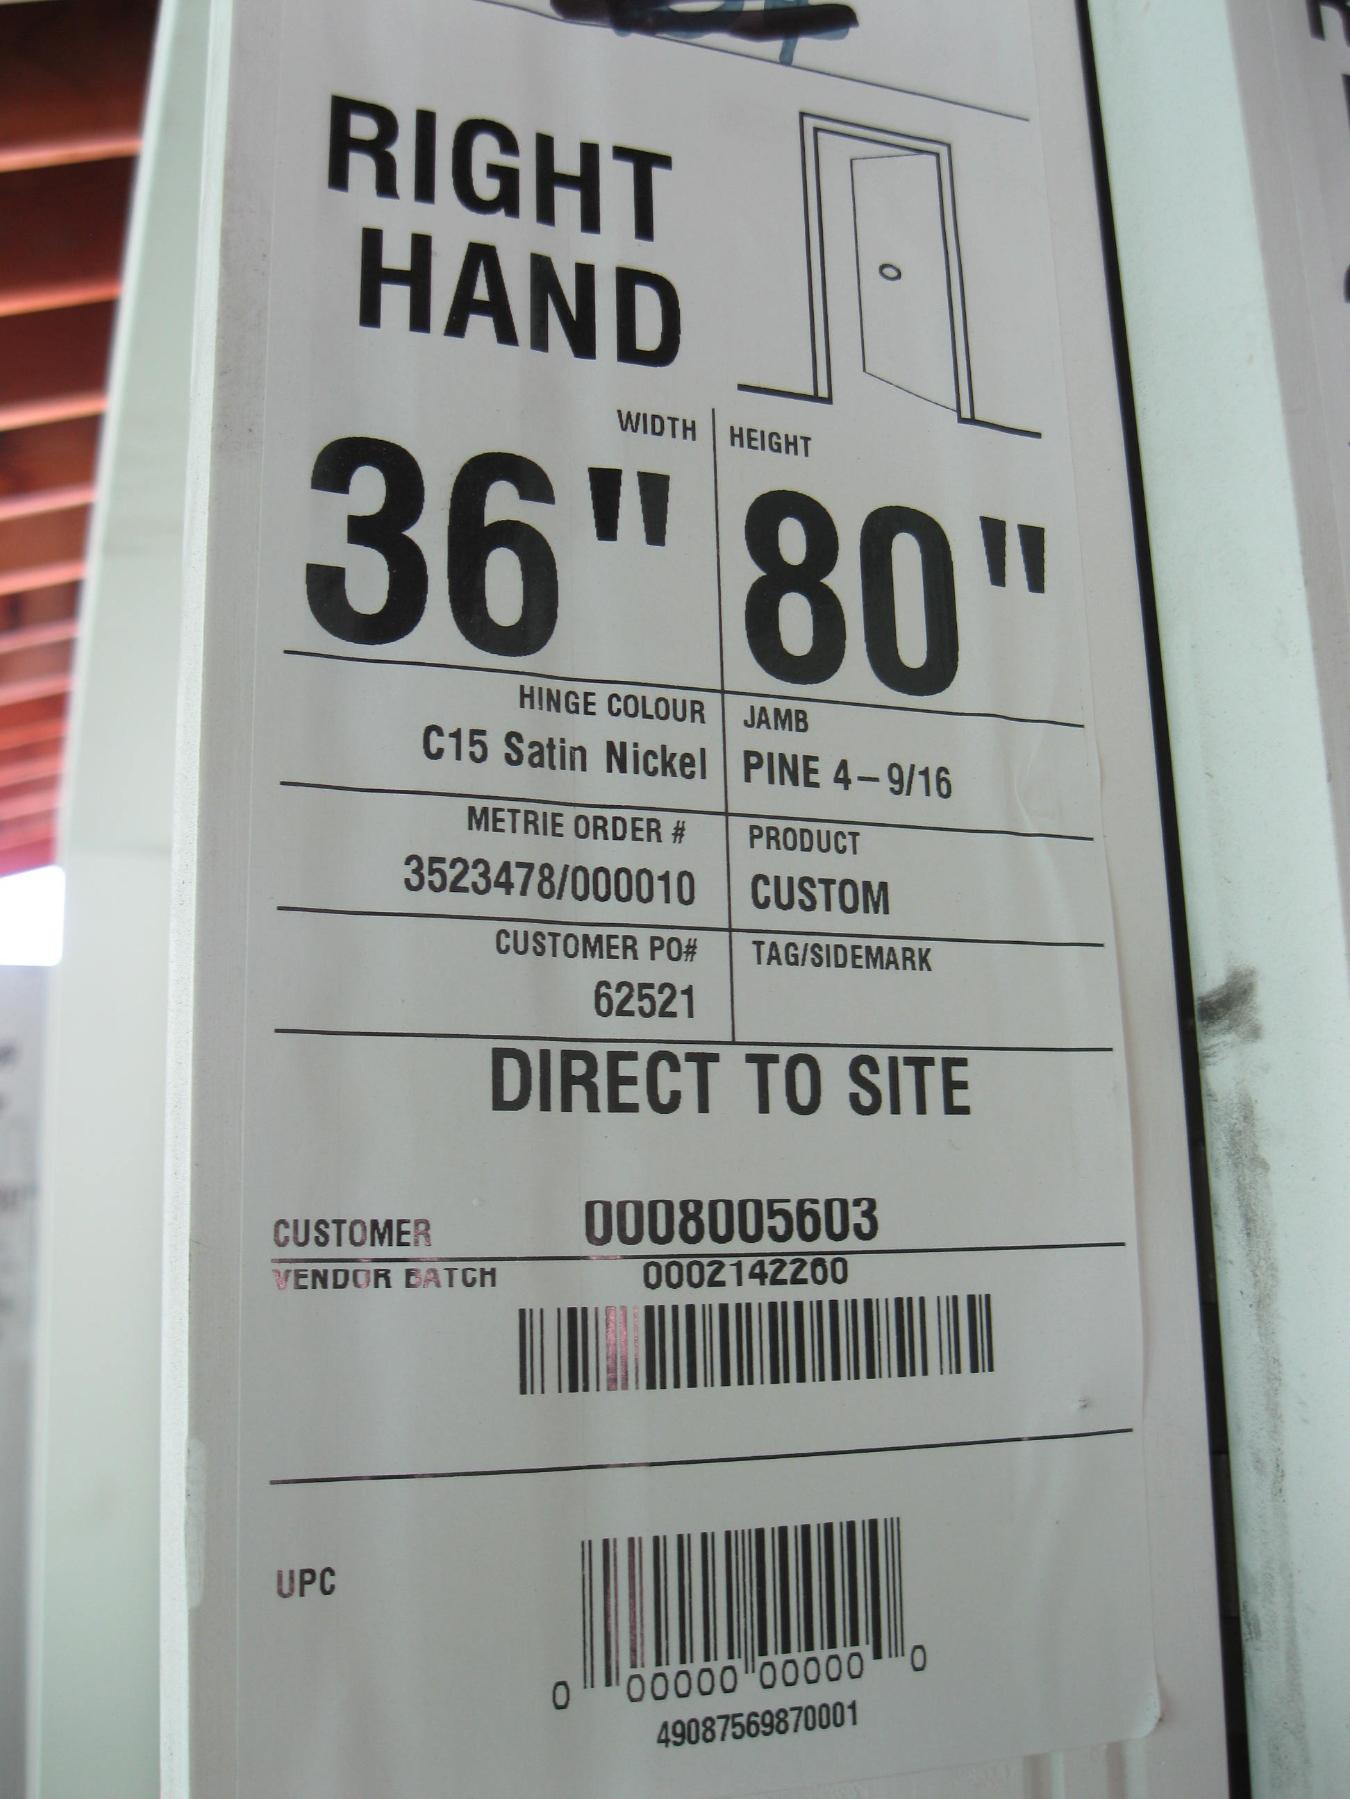 RIGHT
HAND
WIDTH HEIGHT
36" 80"
HINGE COLOUR JAMB
C15 Satin Nickel PINE 4-9/16
METRIE ORDER # PRODUCT
3523478/000010 CUSTOM
CUSTOMER PO# TAG/SIDEMARK
62521
DIRECT TO SITE
CUSTOMER 0008005603
VENDOR BATCH 0002142260
UPC
0 00000 00000 0
49087569870001